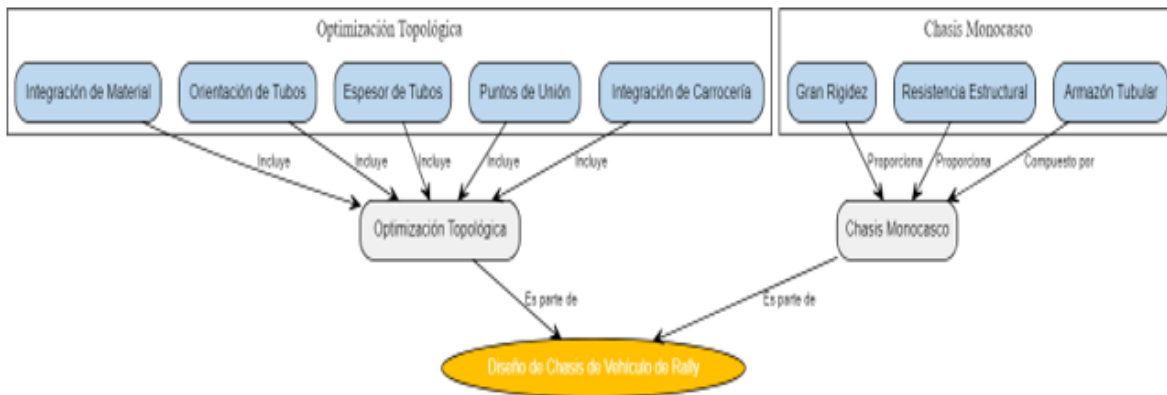 Optimización Topológica
Chasis Monocasco
Integración de Material
Orientación de Tubos
Espesor de Tubos
Puntos de Unión
Integración de Carrocería
Gran Rigidez
Resistencia Estructural
Armazón Tubular
Incluye
Incluye
Incluye
Incluye
Incluye
Proporciona
Proporciona
Compuesto por
Optimización Topológica
Chasis Monocasco
Es parte de
Es parte de
Diseño de Chasis de Vehículo de Rally